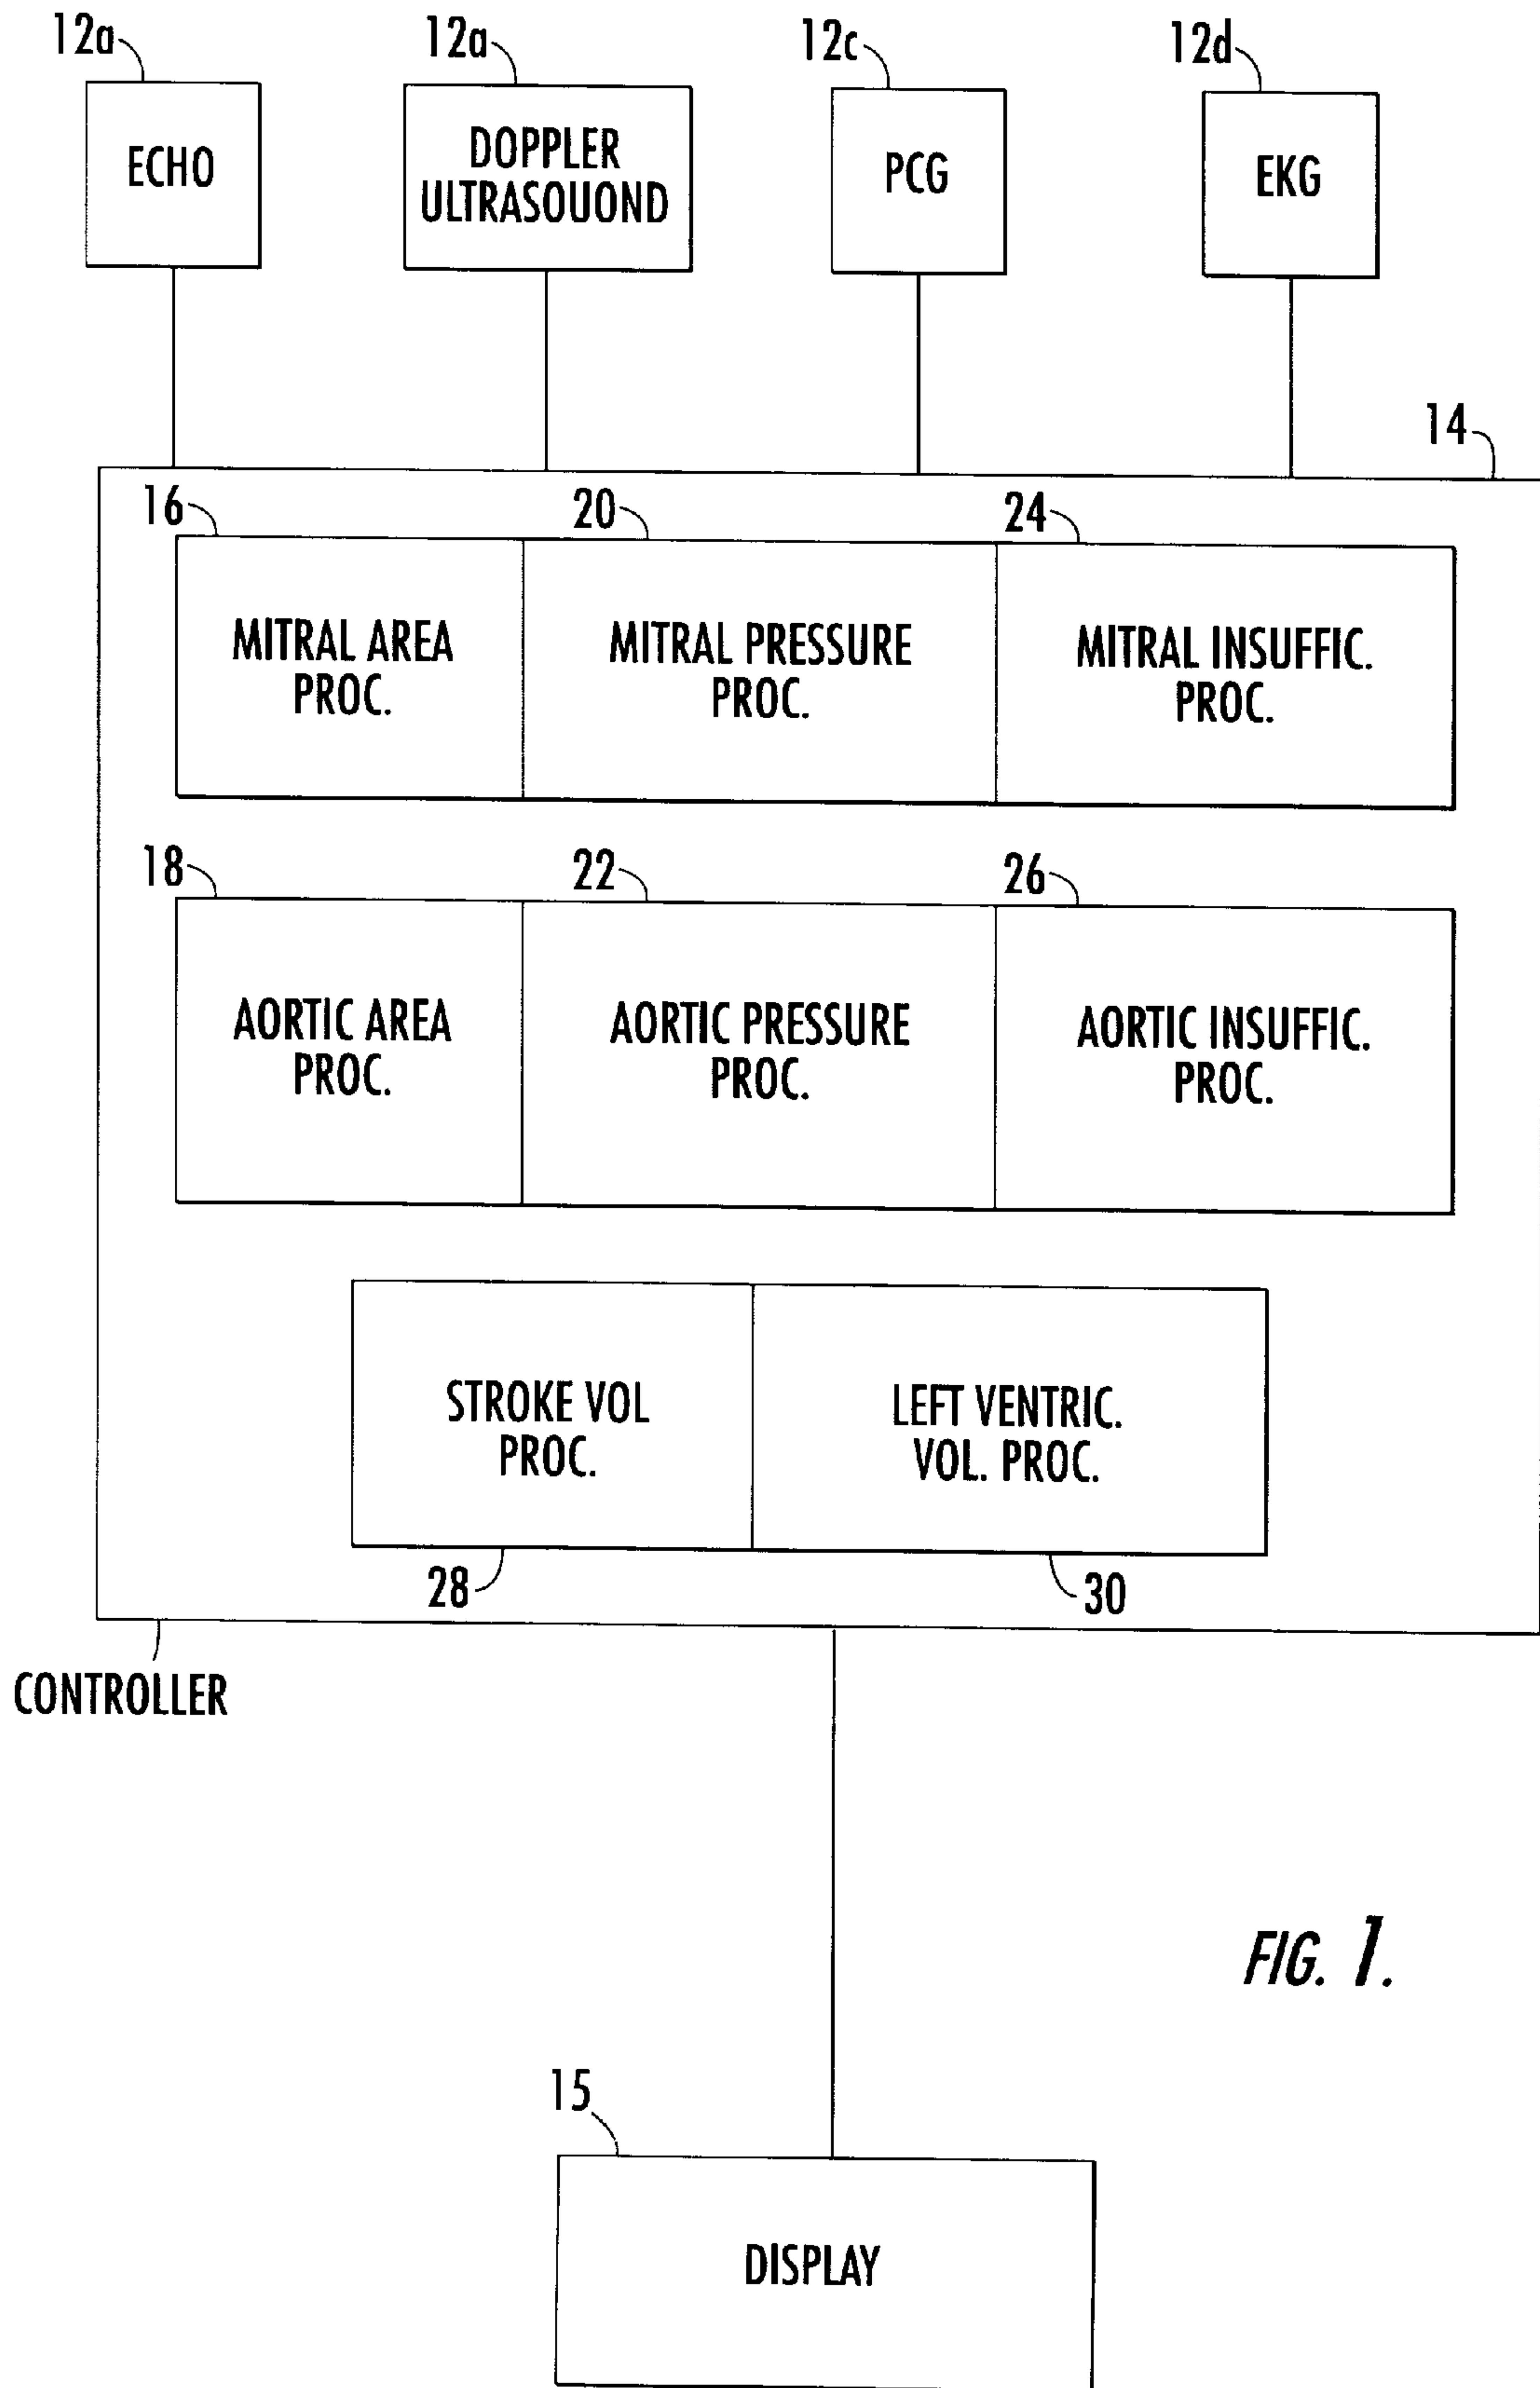 12a
12a
12c
12d
ECHO
DOPPLER
ULTRASOUOND
PCG
EKG
14
16
20
24
MITRAL AREA
PROC.
MITRAL PRESSURE
PROC.
MITRAL INSUFFIC.
PROC.
18
22
26
AORTIC AREA
PROC.
AORTIC PRESSURE
PROC.
AORTIC INSUFFIC.
PROC.
STROKE VOL
PROC.
LEFT VENTRIC.
VOL. PROC.
28
30
CONTROLLER
FIG. 1.
15
DISPLAY